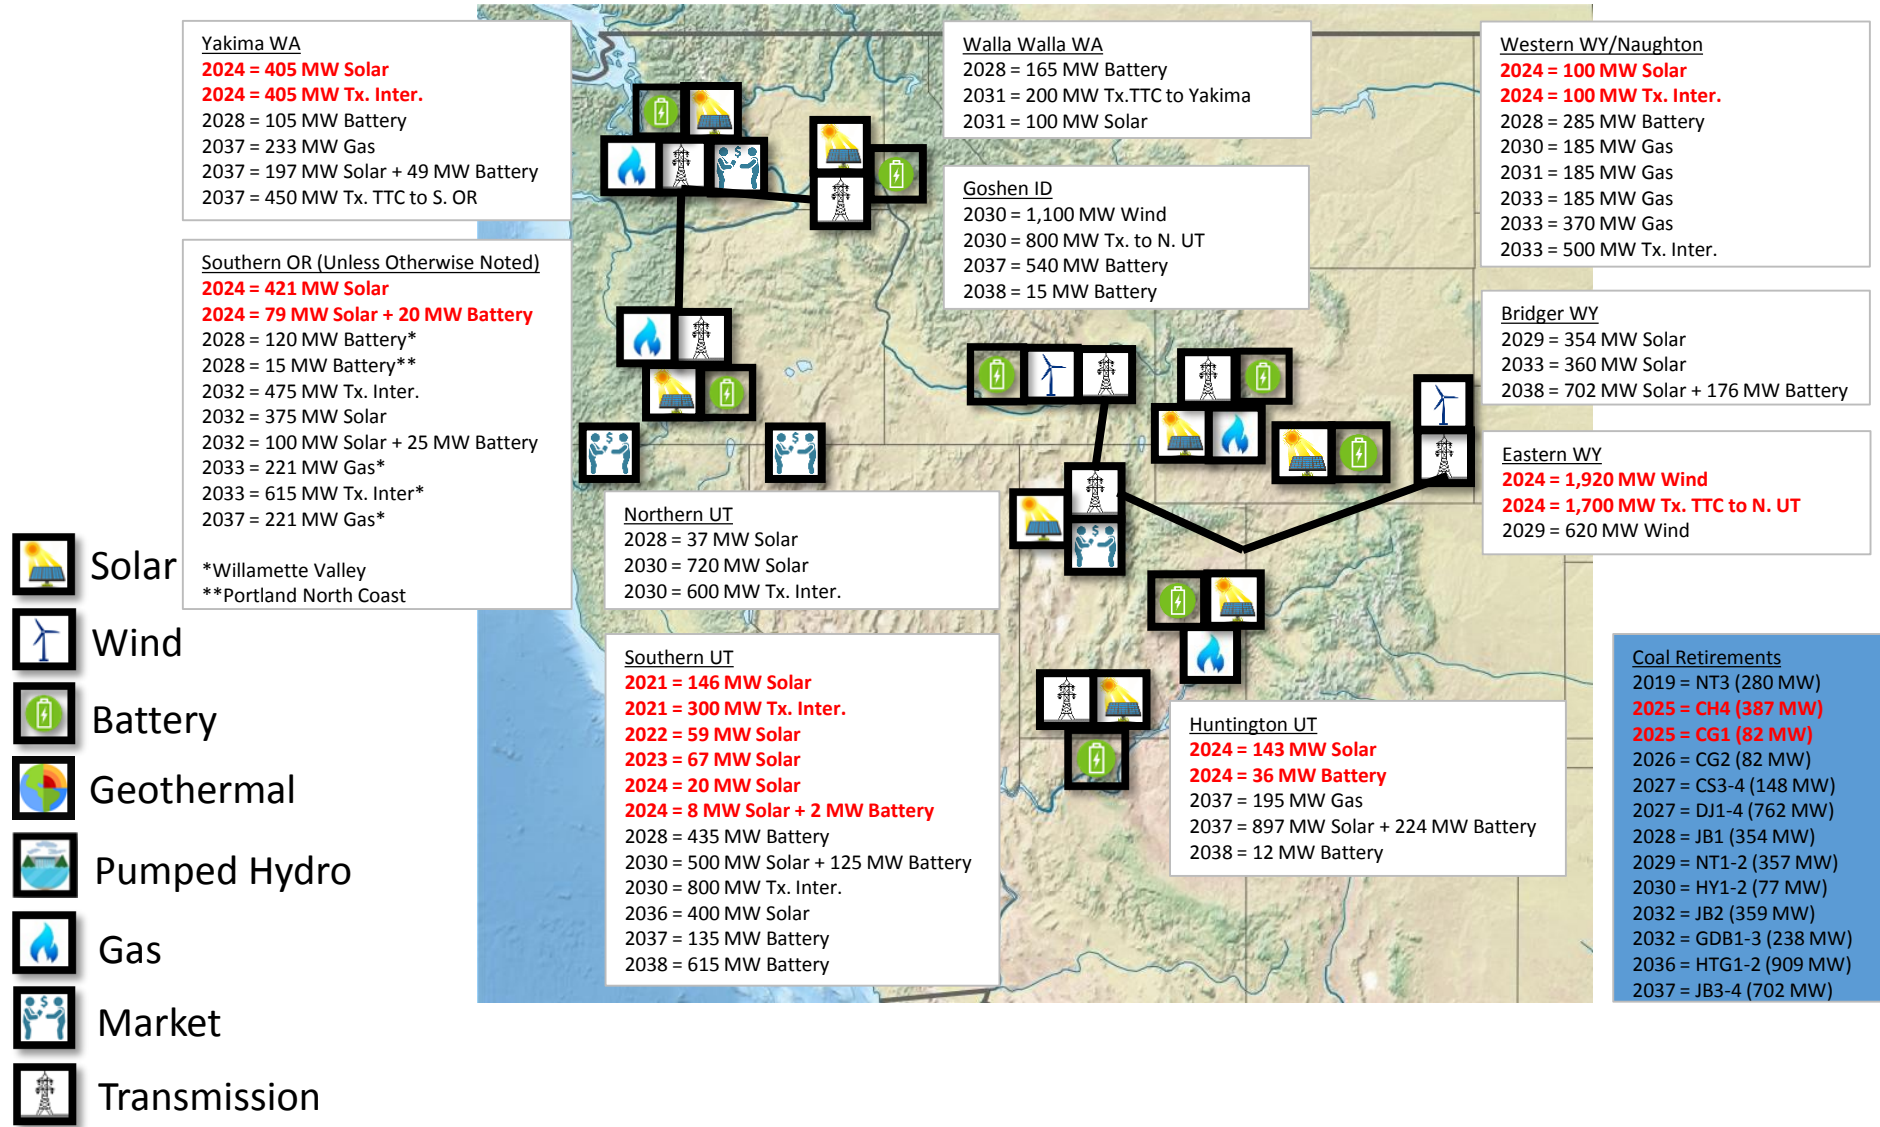 Yakima WA
2024 = 405 MW Solar
2024 = 405 MW Tx. Inter.
2028 = 105 MW Battery
2037 = 233 MW Gas
2037 = 197 MW Solar + 49 MW Battery
2037 = 450 MW Tx. TTC to S. OR
Southern OR (Unless Otherwise Noted)
2024 = 421 MW Solar
2024 = 79 MW Solar + 20 MW Battery
2028 = 120 MW Battery*
2028 = 15 MW Battery**
2032 = 475 MW Tx. Inter.
2032 = 375 MW Solar
2032 = 100 MW Solar + 25 MW Battery
2033 = 221 MW Gas*
2033 = 615 MW Tx. Inter*
2037 = 221 MW Gas*
*Willamette Valley
**Portland North Coast
Walla Walla WA
2028 = 165 MW Battery
2031 = 200 MW Tx.TTC to Yakima
2031 = 100 MW Solar
Goshen ID
2030 = 1,100 MW Wind
2030 = 800 MW Tx. to N. UT
2037 = 540 MW Battery
2038 = 15 MW Battery
Western WY/Naughton
2024 = 100 MW Solar
2024 = 100 MW Tx. Inter.
2028 = 285 MW Battery
2030 = 185 MW Gas
2031 = 185 MW Gas
2033 = 185 MW Gas
2033 = 370 MW Gas
2033 = 500 MW Tx. Inter.
Bridger WY
2029 = 354 MW Solar
2033 = 360 MW Solar
2038 = 702 MW Solar + 176 MW Battery
Eastern WY
2024 = 1,920 MW Wind
2024 = 1,700 MW Tx. TTC to N. UT
2029 = 620 MW Wind
Northern UT
2028 = 37 MW Solar
2030 = 720 MW Solar
2030 = 600 MW Tx. Inter.
Southern UT
2021 = 146 MW Solar
2021 = 300 MW Tx. Inter.
2022 = 59 MW Solar
2023 = 67 MW Solar
2024 = 20 MW Solar
2024 = 8 MW Solar + 2 MW Battery
2028 = 435 MW Battery
2030 = 500 MW Solar + 125 MW Battery
2030 = 800 MW Tx. Inter.
2036 = 400 MW Solar
2037 = 135 MW Battery
2038 = 615 MW Battery
Huntington UT
2024 = 143 MW Solar
2024 = 36 MW Battery
2037 = 195 MW Gas
2037 = 897 MW Solar + 224 MW Battery
2038 = 12 MW Battery
Coal Retirements
2019 = NT3 (280 MW)
2025 = CH4 (387 MW)
2025 = CG1 (82 MW)
2026 = CG2 (82 MW)
2027 = CS3-4 (148 MW)
2027 = DJ1-4 (762 MW)
2028 = JB1 (354 MW)
2029 = NT1-2 (357 MW)
2030 = HY1-2 (77 MW)
2032 = JB2 (359 MW)
2032 = GDB1-3 (238 MW)
2036 = HTG1-2 (909 MW)
2037 = JB3-4 (702 MW)
Solar
Wind
Battery
Geothermal
Pumped Hydro
Gas
Market
Transmission